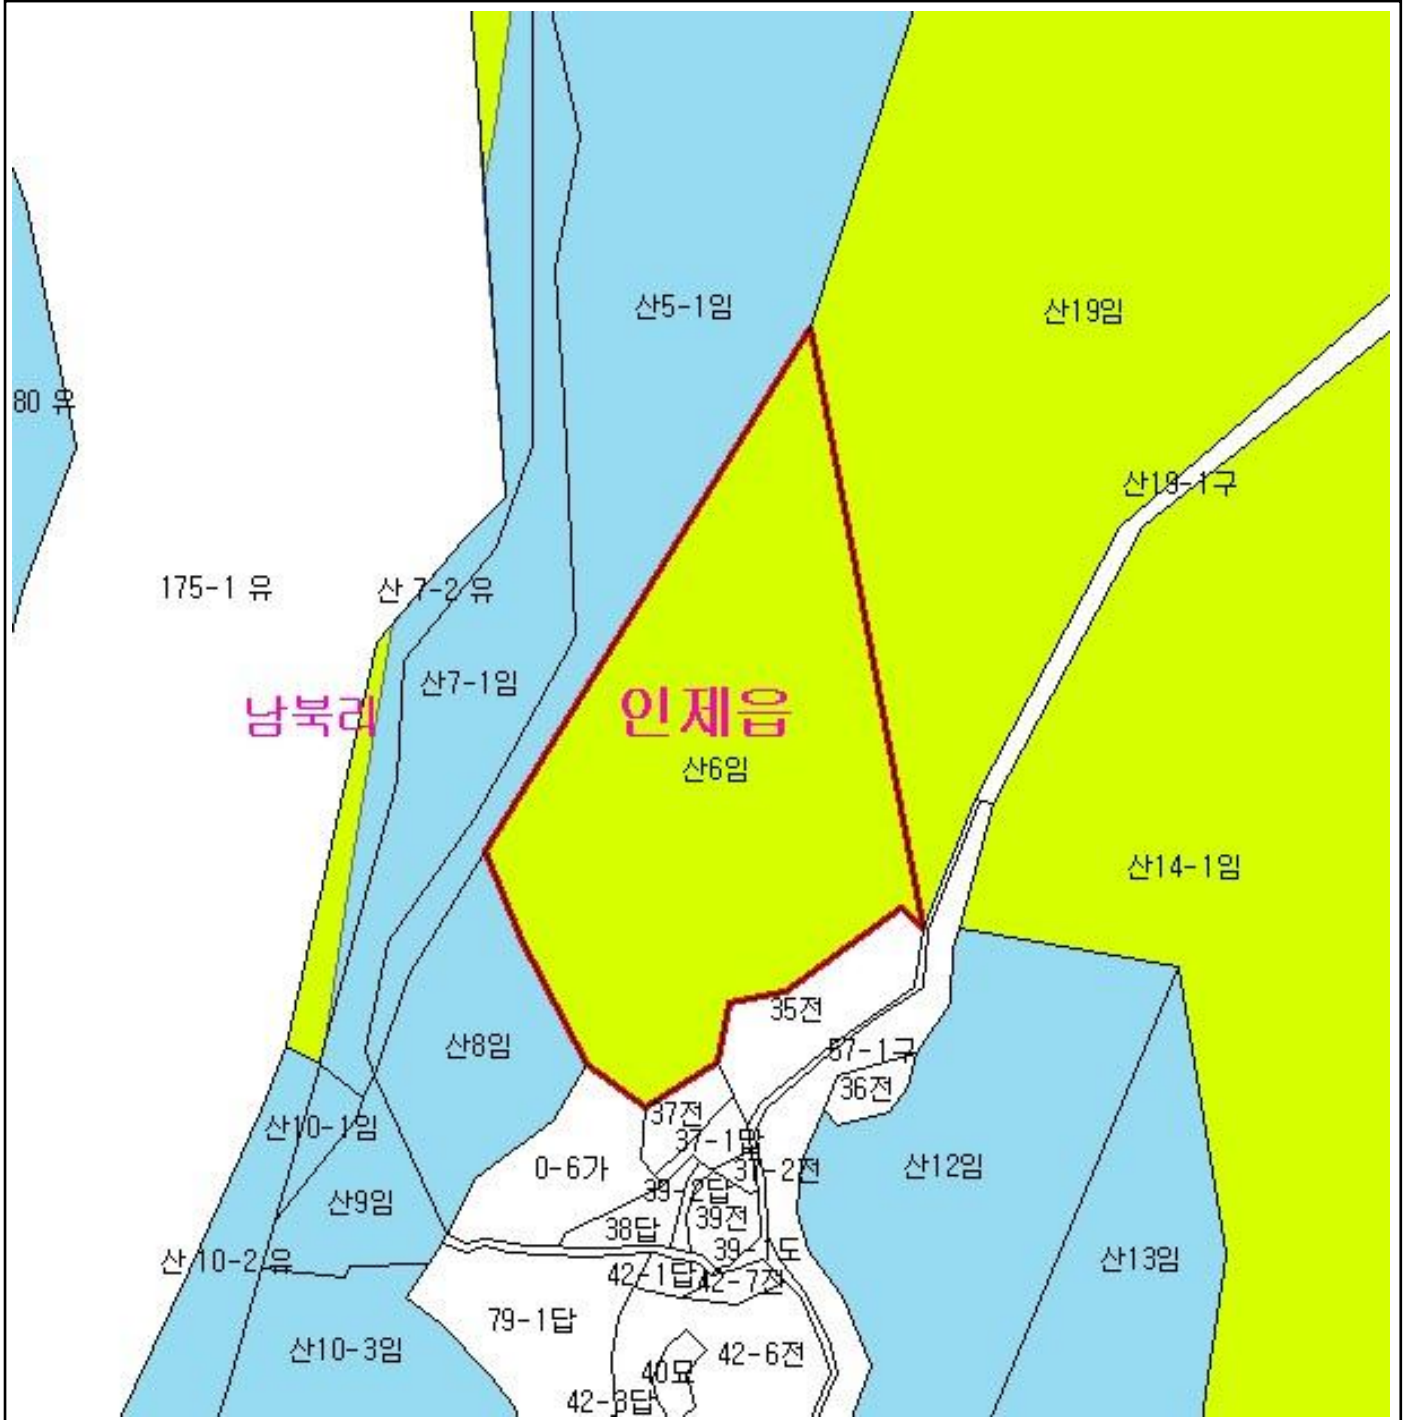 산5-1임
산19임
80 유
산19-1구
175-1 유
산 7-2 유
산7-1임
남북리
인제읍
산6임
산14-1임
35전
산8임
57-1구
36전
37전
산10-1임
37-1답
0-6가
37-2전
산12임
39-2답
산9임
39전
38답
39-1도
산 10-2 유
산13임
42-1답
42-7전
79-1답
산10-3임
42-6전
40묘
42-3답